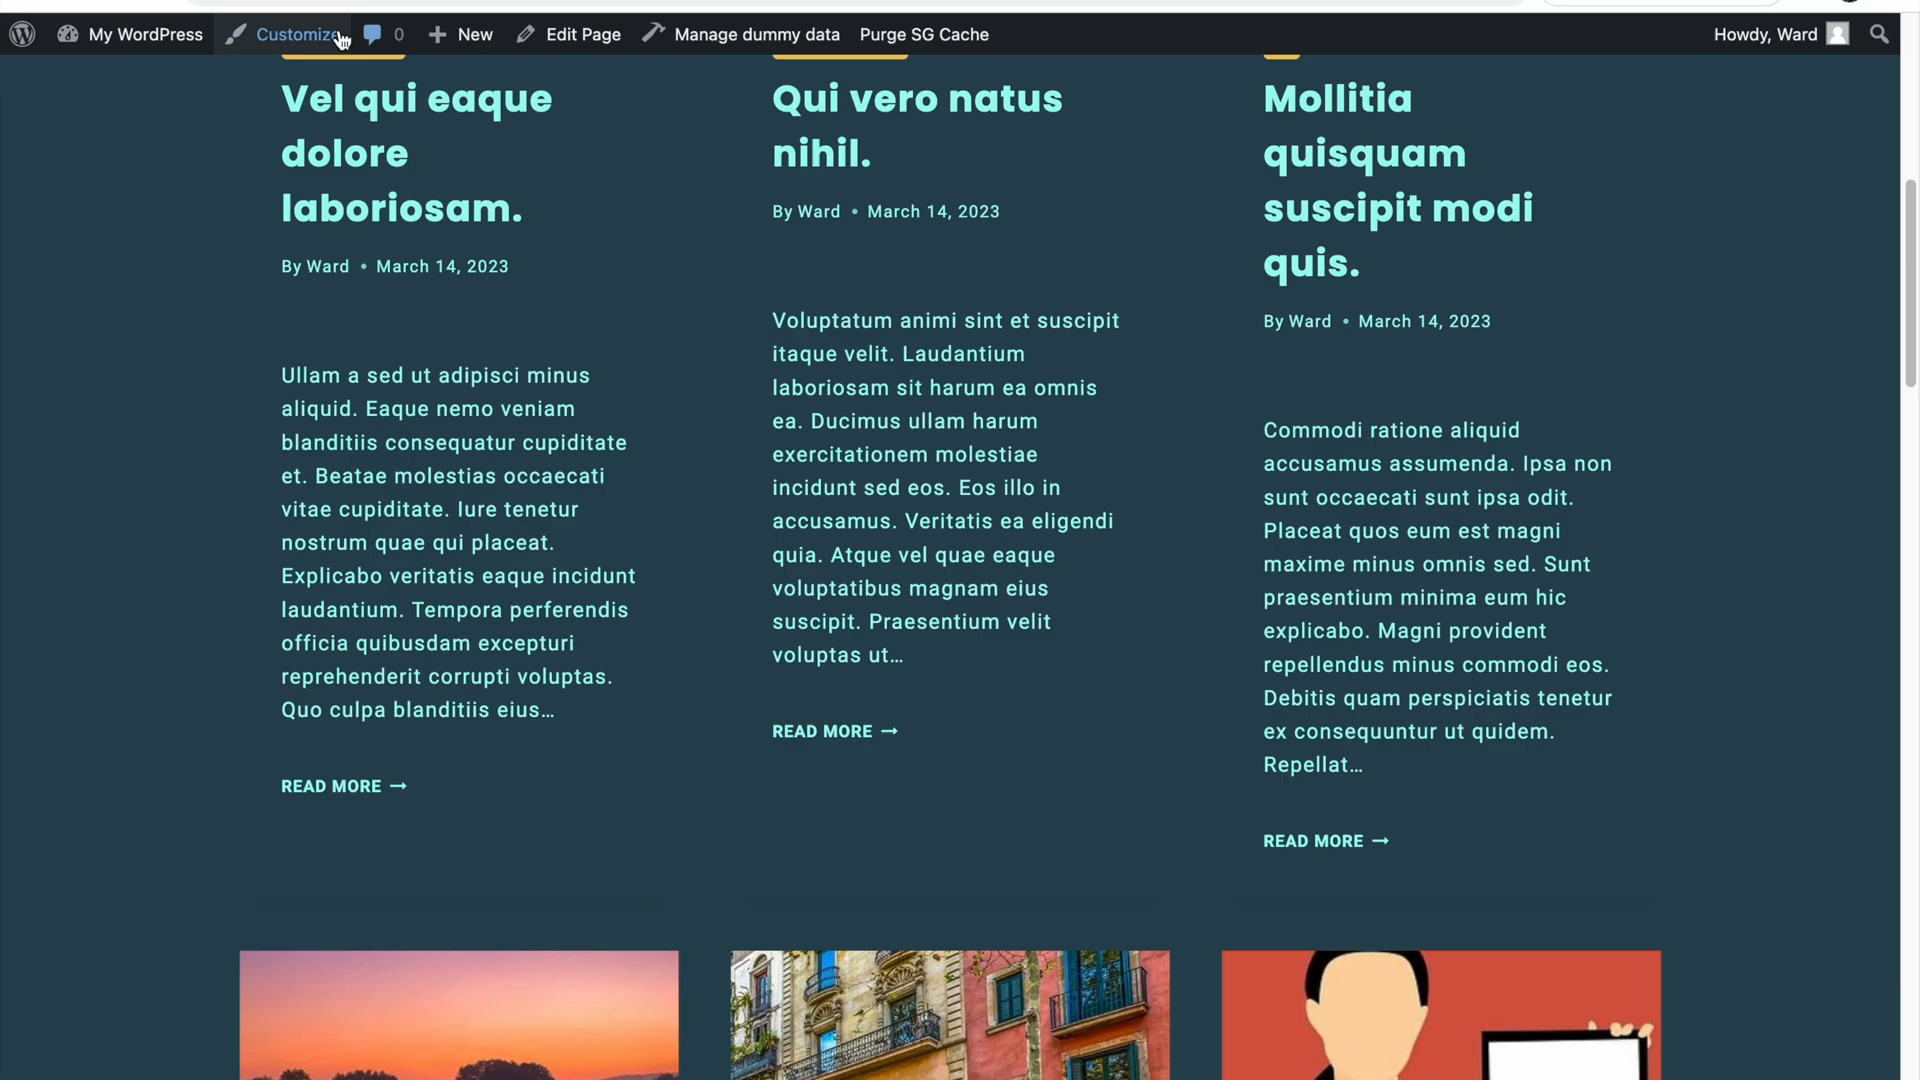 My WordPress Customize 0 New Edit Page Manage dummy data Purge SG Cache Howdy, Ward
Vel qui eaque
dolore
laboriosam.
By Ward • March 14, 2023
Ullam a sed ut adipisci minus
aliquid. Eaque nemo veniam
blanditiis consequatur cupiditate
et. Beatae molestias occaecati
vitae cupiditate. Iure tenetur
nostrum quae qui placeat.
Explicabo veritatis eaque incidunt
laudantium. Tempora perferendis
officia quibusdam excepturi
reprehenderit corrupti voluptas.
Quo culpa blanditiis eius…
READ MORE →
Qui vero natus
nihil.
By Ward • March 14, 2023
Voluptatum animi sint et suscipit
itaque velit. Laudantium
laboriosam sit harum ea omnis
ea. Ducimus ullam harum
exercitationem molestiae
incidunt sed eos. Eos illo in
accusamus. Veritatis ea eligendi
quia. Atque vel quae eaque
voluptatibus magnam eius
suscipit. Praesentium velit
voluptas ut…
READ MORE →
Mollitia
quisquam
suscipit modi
quis.
By Ward • March 14, 2023
Commodi ratione aliquid
accusamus assumenda. Ipsa non
sunt occaecati sunt ipsa odit.
Placeat quos eum est magni
maxime minus omnis sed. Sunt
praesentium minima eum hic
explicabo. Magni provident
repellendus minus commodi eos.
Debitis quam perspiciatis tenetur
ex consequuntur ut quidem.
Repellat…
READ MORE →